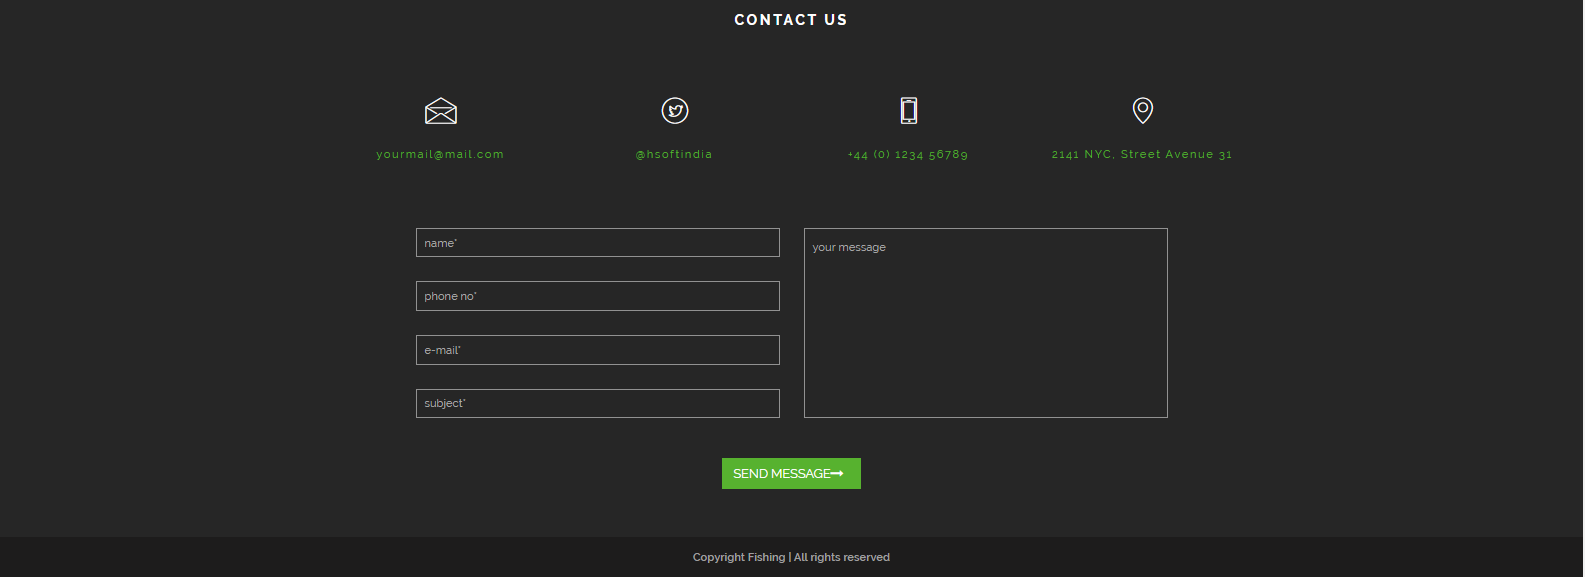 CONTACT US
yourmail@mail.com
@hsoftindia
+44 (0) 1234 56789
2141 NYC, Street Avenue 31
name*
your message
phone no*
e-mail*
subject*
SEND MESSAGE
Copyright Fishing | All rights reserved